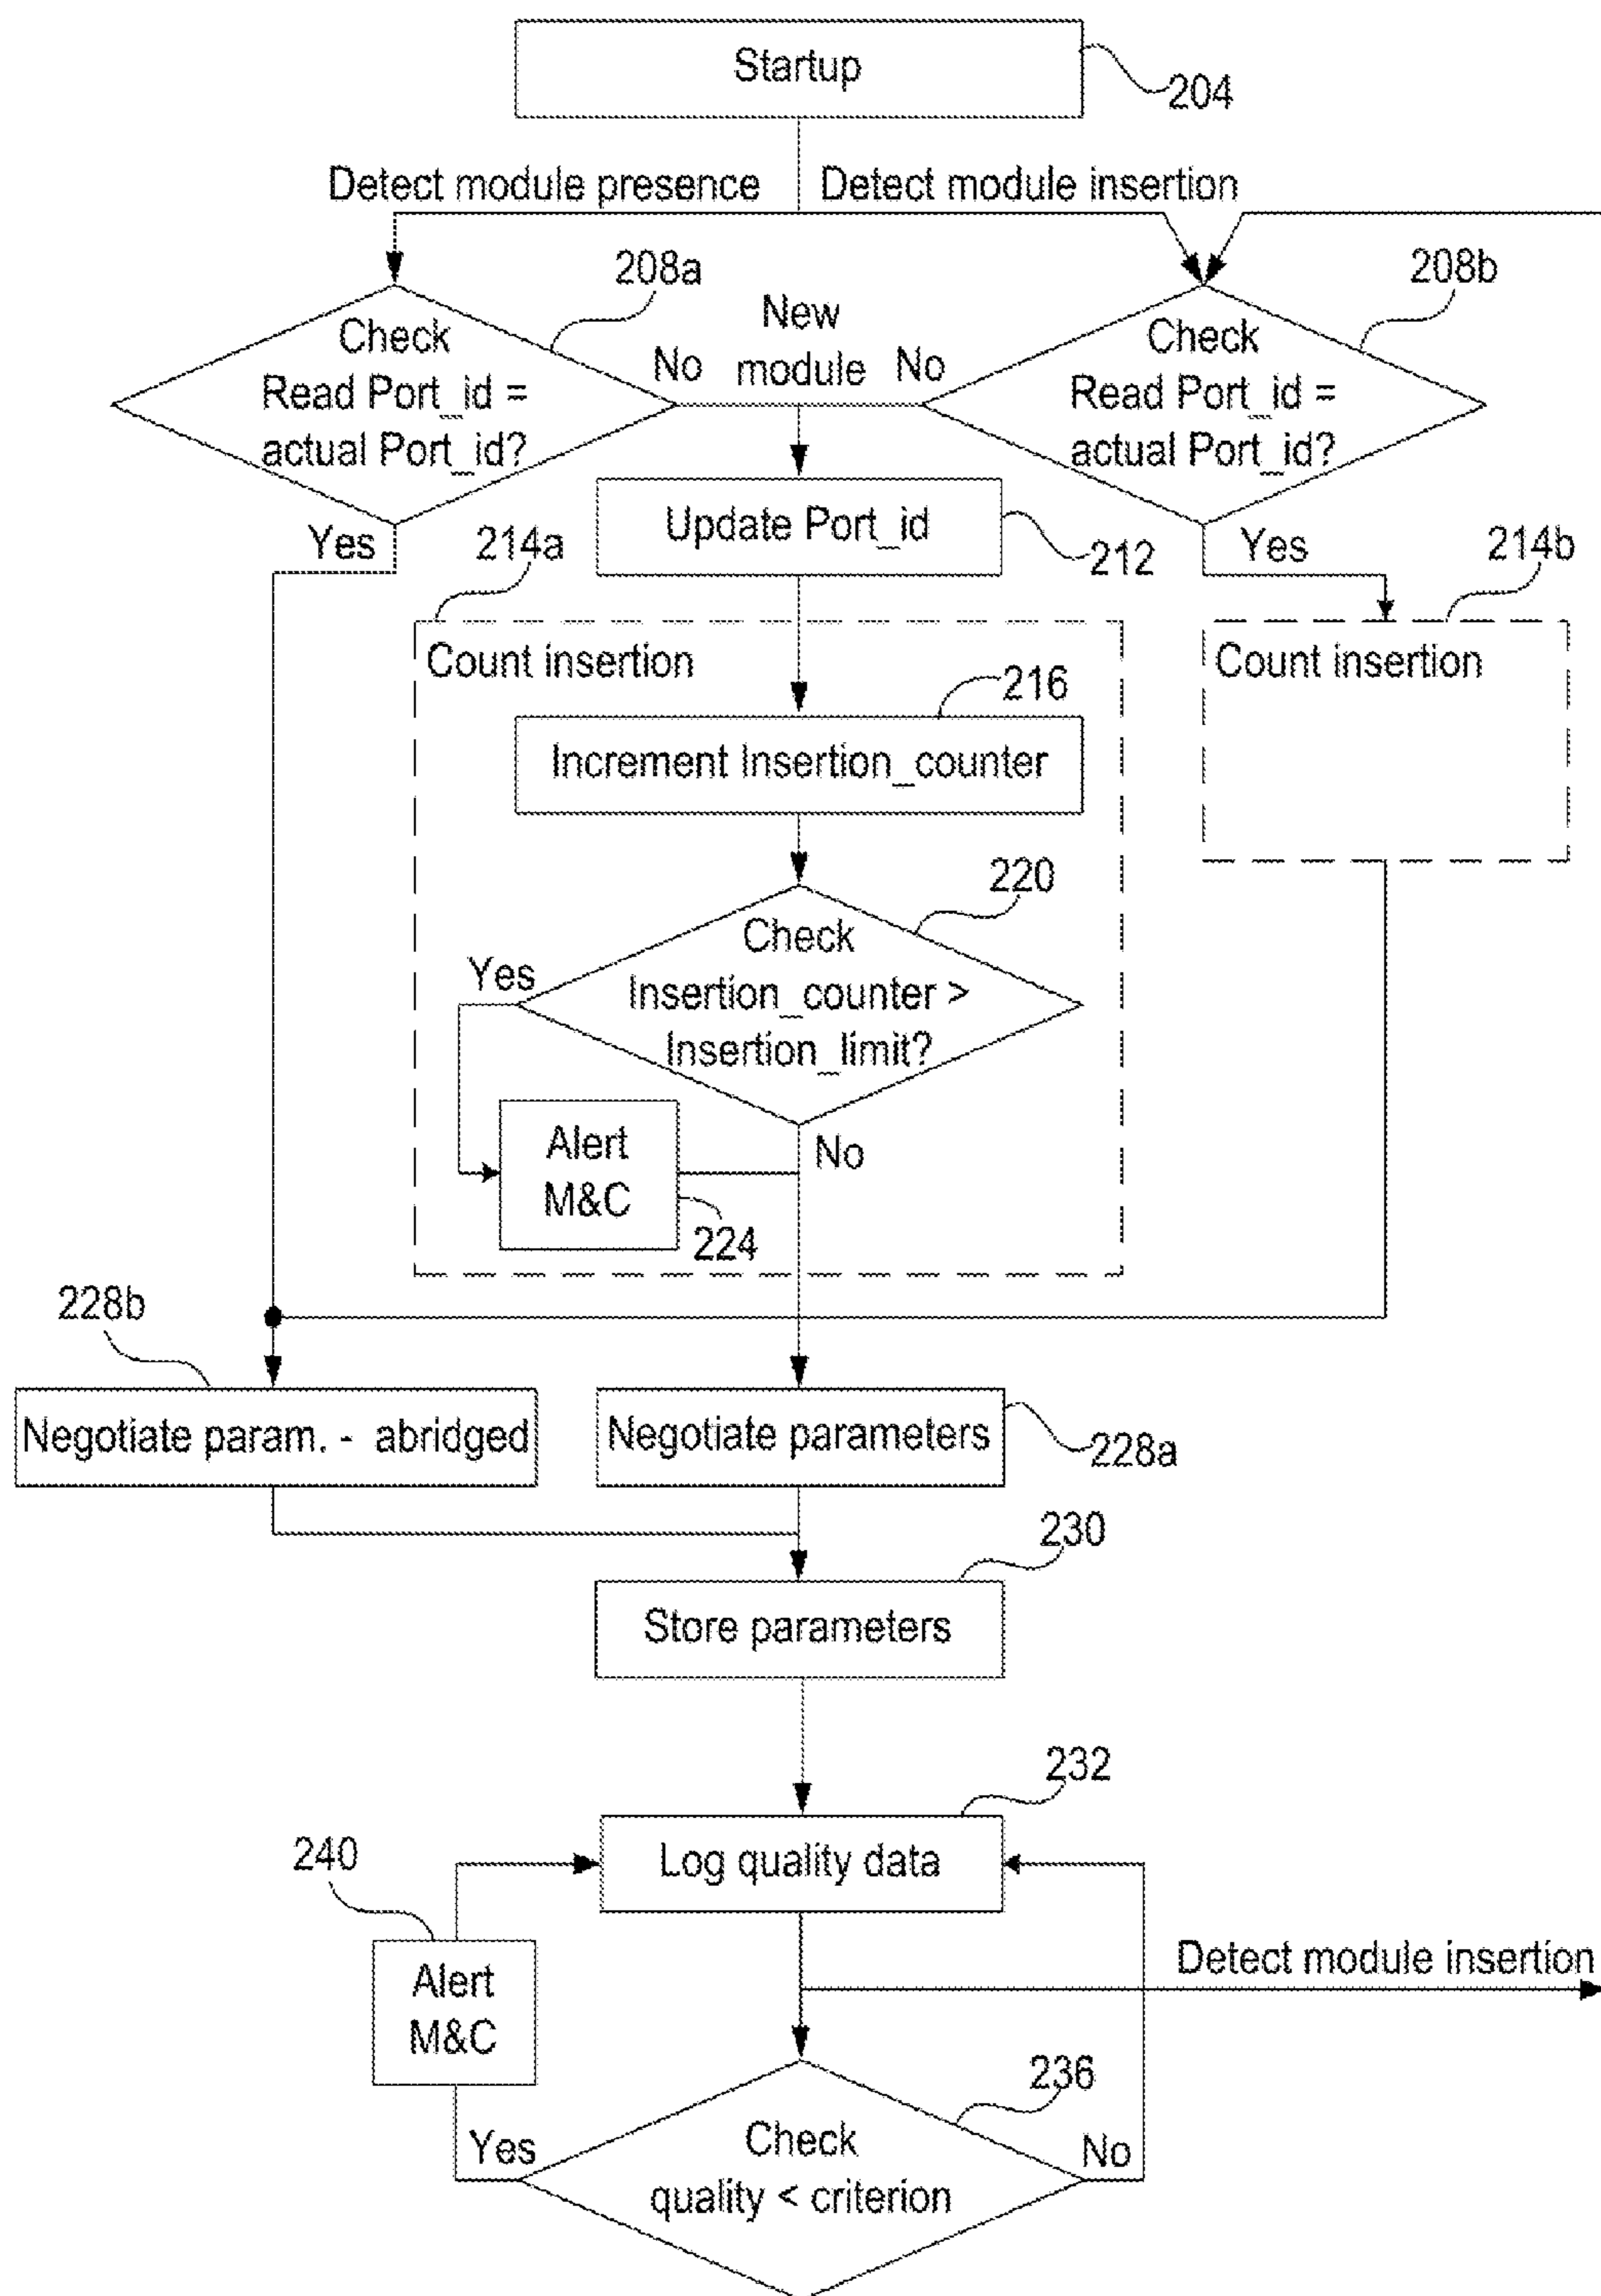 Startup
204
Detect module presence
Detect module insertion
208a
208b
Check
Read Port_id =
actual Port_id?
New
module
No
No
Check
Read Port_id =
actual Port_id?
Yes
214a
Update Port_id
212
Yes
214b
Count insertion
Count insertion
216
Increment Insertion_counter
220
Check
Insertion_counter >
Insertion_limit?
Yes
No
Alert
M&C
224
228b
Negotiate param. - abridged
Negotiate parameters
228a
230
Store parameters
232
Log quality data
240
Alert
M&C
Detect module insertion
236
Check
quality < criterion
Yes
No